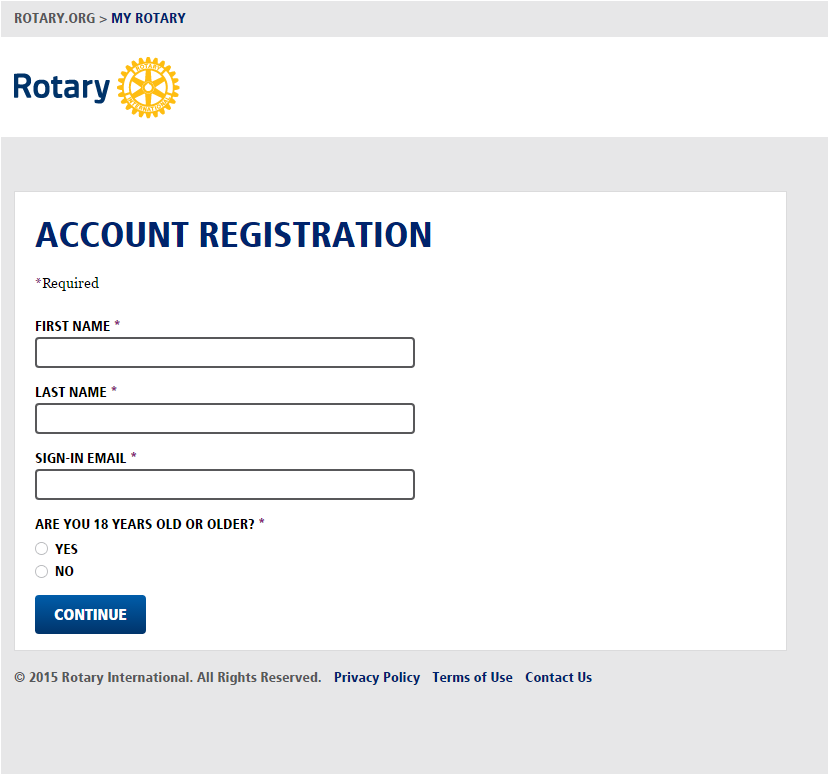 ROTARY.ORG > MY ROTARY
Rotary
ROTARY
INTERNATIONAL
ACCOUNT REGISTRATION
*Required
FIRST NAME *
LAST NAME *
SIGN-IN EMAIL *
ARE YOU 18 YEARS OLD OR OLDER? *
YES
NO
CONTINUE
© 2015 Rotary International. All Rights Reserved. Privacy Policy Terms of Use Contact Us